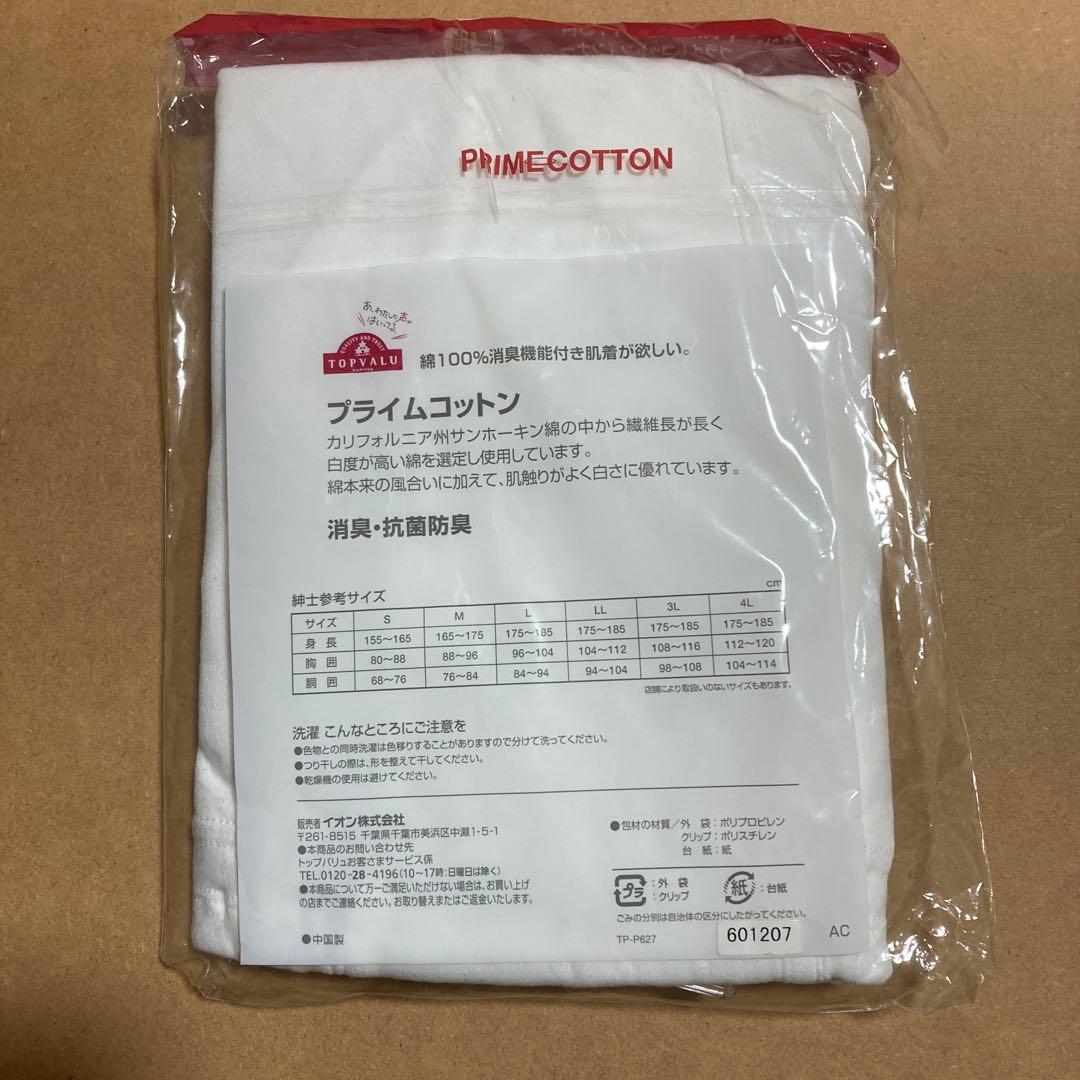 PRIMECOTTON
あ、わたしの声が
はいってる。
QUALITY AND TRUST
TOPVALU
トップバリュ
綿100%消臭機能付き肌着が欲しい。
プライムコットン
カリフォルニア州サンホーキン綿の中から繊維長が長く
白度が高い綿を選定し使用しています。
綿本来の風合いに加えて、肌触りがよく白さに優れています。
消臭・抗菌防臭
紳士参考サイズ cm
サイズ S M L LL 3L 4L
身長 155～165 165～175 175～185 175～185 175～185 175～185
胸囲 80～88 88～96 96～104 104～112 108～116 112～120
胴囲 68～76 76～84 84～94 94～104 98～108 104～114
店舗により取扱いのないサイズもあります。
洗濯 こんなところにご注意を
●色物との同時洗濯は色移りすることがありますので分けて洗ってください。
●つり干しの際は、形を整えて干してください。
●乾燥機の使用は避けてください。
販売者 イオン株式会社
〒261-8515 千葉県千葉市美浜区中瀬1-5-1
●本商品のお問い合わせ先
トップバリュお客さまサービス係
TEL.0120-28-4196(10～17時:日曜日は除く)
●本商品について万一ご満足いただけない場合は、お買い上げ
の店までご連絡ください。お取り替えまたはご返金いたします。
●中国製
●包材の材質／外 袋:ポリプロピレン
クリップ:ポリスチレン
台 紙:紙
プラ :外 袋
:クリップ
紙 :台紙
ごみの分別は自治体の区分にしたがってください。
TP-P627
601207
AC